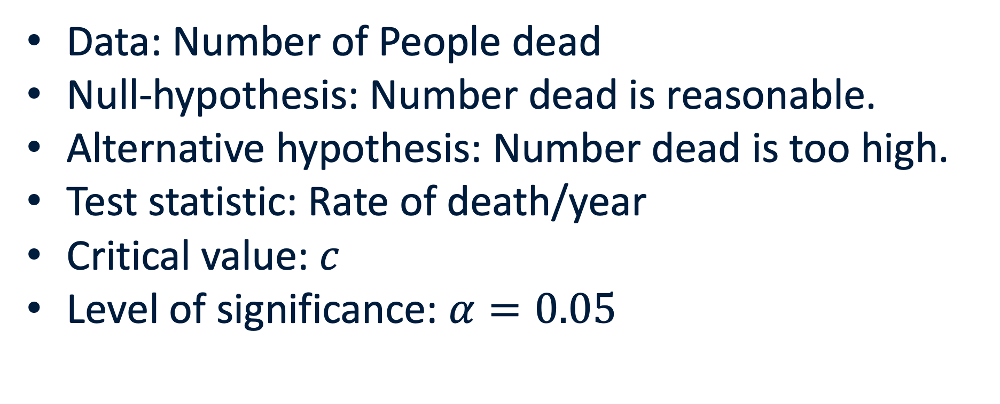 • Data: Number of People dead
• Null-hypothesis: Number dead is reasonable.
• Alternative hypothesis: Number dead is too high.
• Test statistic: Rate of death/year
• Critical value: 𝑐
• Level of significance: 𝛼 = 0.05